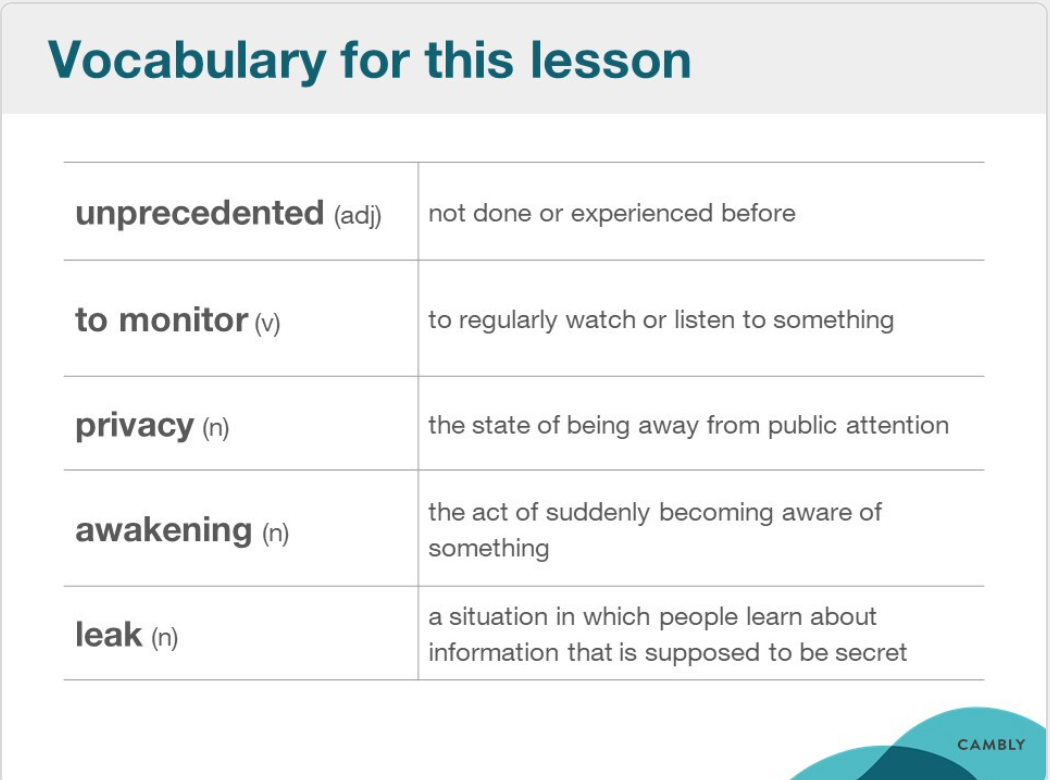 Vocabulary for this lesson
unprecedented (adj)
not done or experienced before
to monitor (v)
to regularly watch or listen to something
privacy (n)
the state of being away from public attention
awakening (n)
the act of suddenly becoming aware of
something
leak (n)
a situation in which people learn about
information that is supposed to be secret
CAMBLY